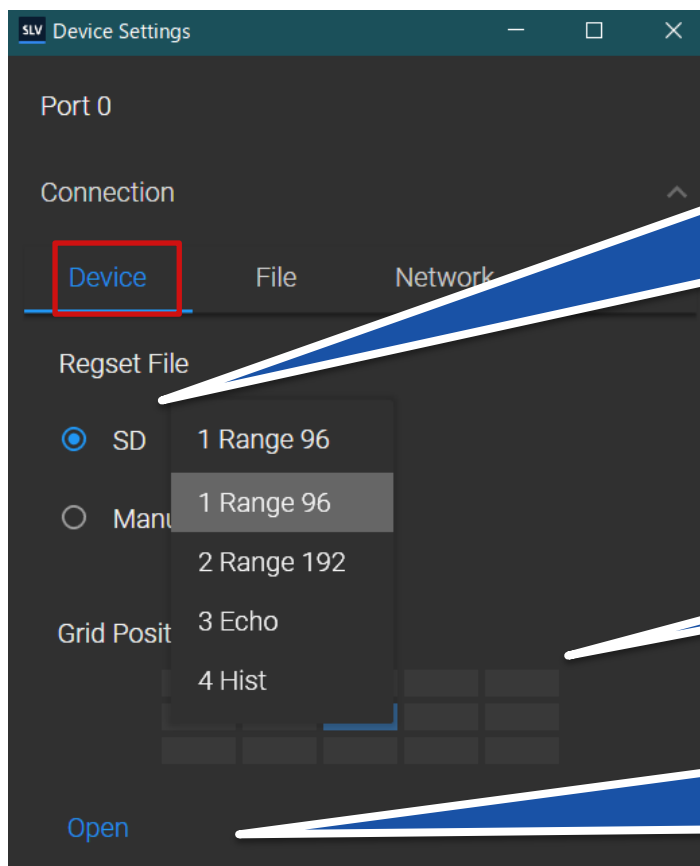 SLV Device Settings
Port 0
Connection
Device File Network
Regset File
SD 1 Range 96
1 Range 96
Manu
2 Range 192
3 Echo
Grid Posit
4 Hist
Open